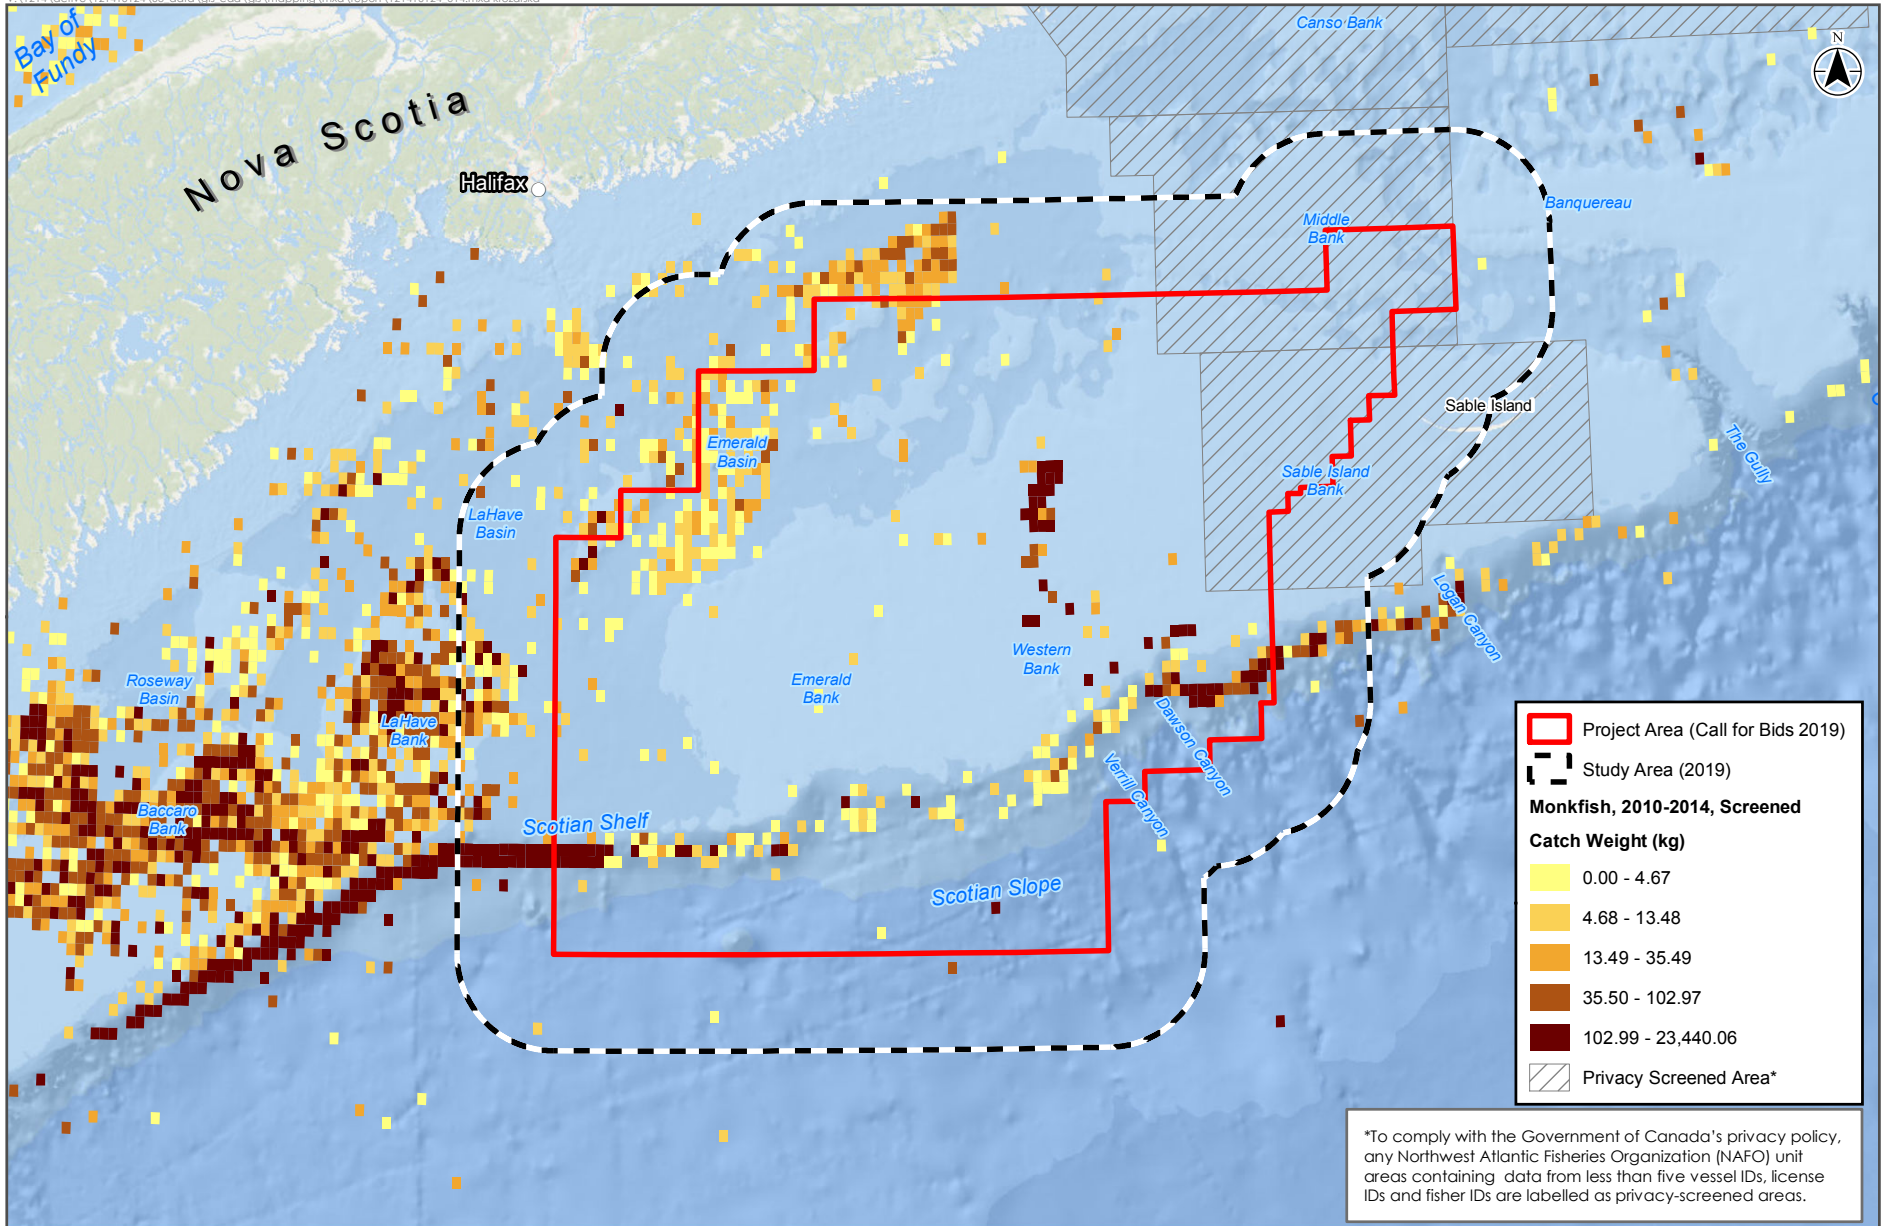 Bay of
Fundy
Nova Scotia
Halifax
Canso Bank
N
Banquereau
Middle
Bank
Sable Island
Sable Island
Bank
The Gully
Emerald
Basin
LaHave
Basin
Logan Canyon
Western
Bank
Emerald
Bank
Roseway
Basin
LaHave
Bank
Dawson Canyon
Verrill Canyon
Baccaro
Bank
Scotian Shelf
Scotian Slope
Project Area (Call for Bids 2019)
Study Area (2019)
Monkfish, 2010-2014, Screened
Catch Weight (kg)
0.00 - 4.67
4.68 - 13.48
13.49 - 35.49
35.50 - 102.97
102.99 - 23,440.06
Privacy Screened Area*
*To comply with the Government of Canada's privacy policy,
any Northwest Atlantic Fisheries Organization (NAFO) unit
areas containing data from less than five vessel IDs, license
IDs and fisher IDs are labelled as privacy-screened areas.